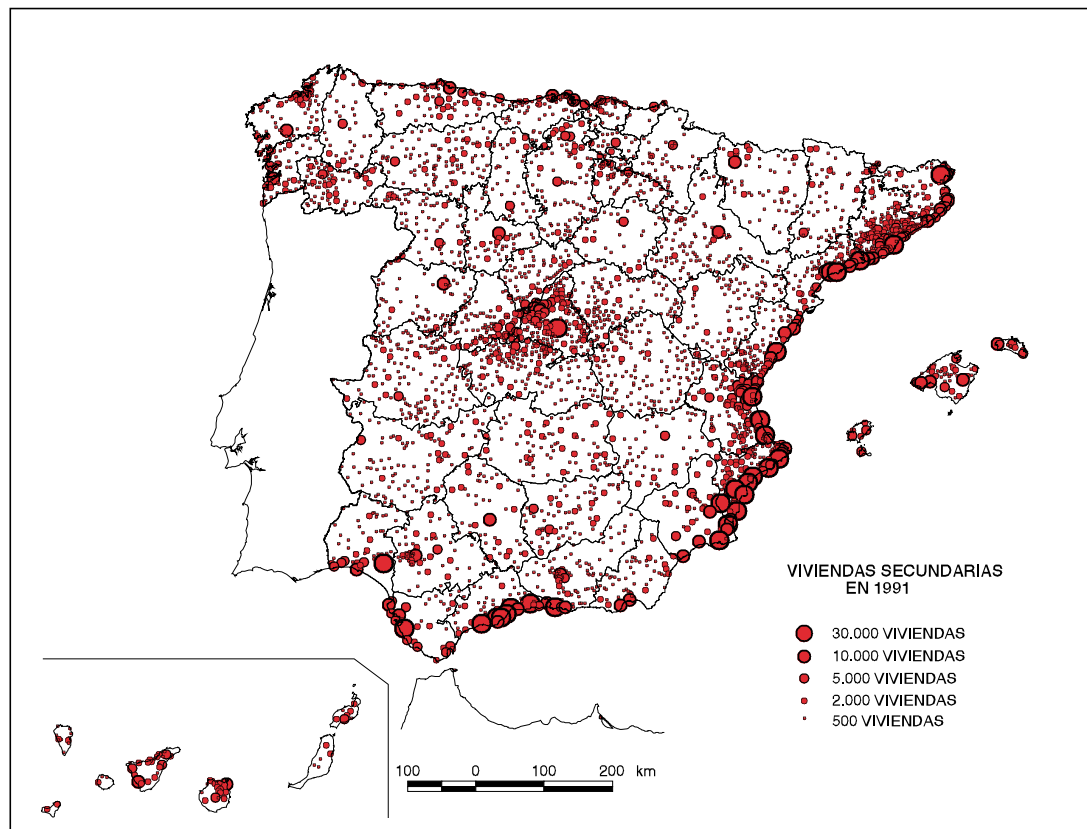 VIVIENDAS SECUNDARIAS
EN 1991
30.000 VIVIENDAS
10.000 VIVIENDAS
5.000 VIVIENDAS
2.000 VIVIENDAS
500 VIVIENDAS
100 0 100 200 km